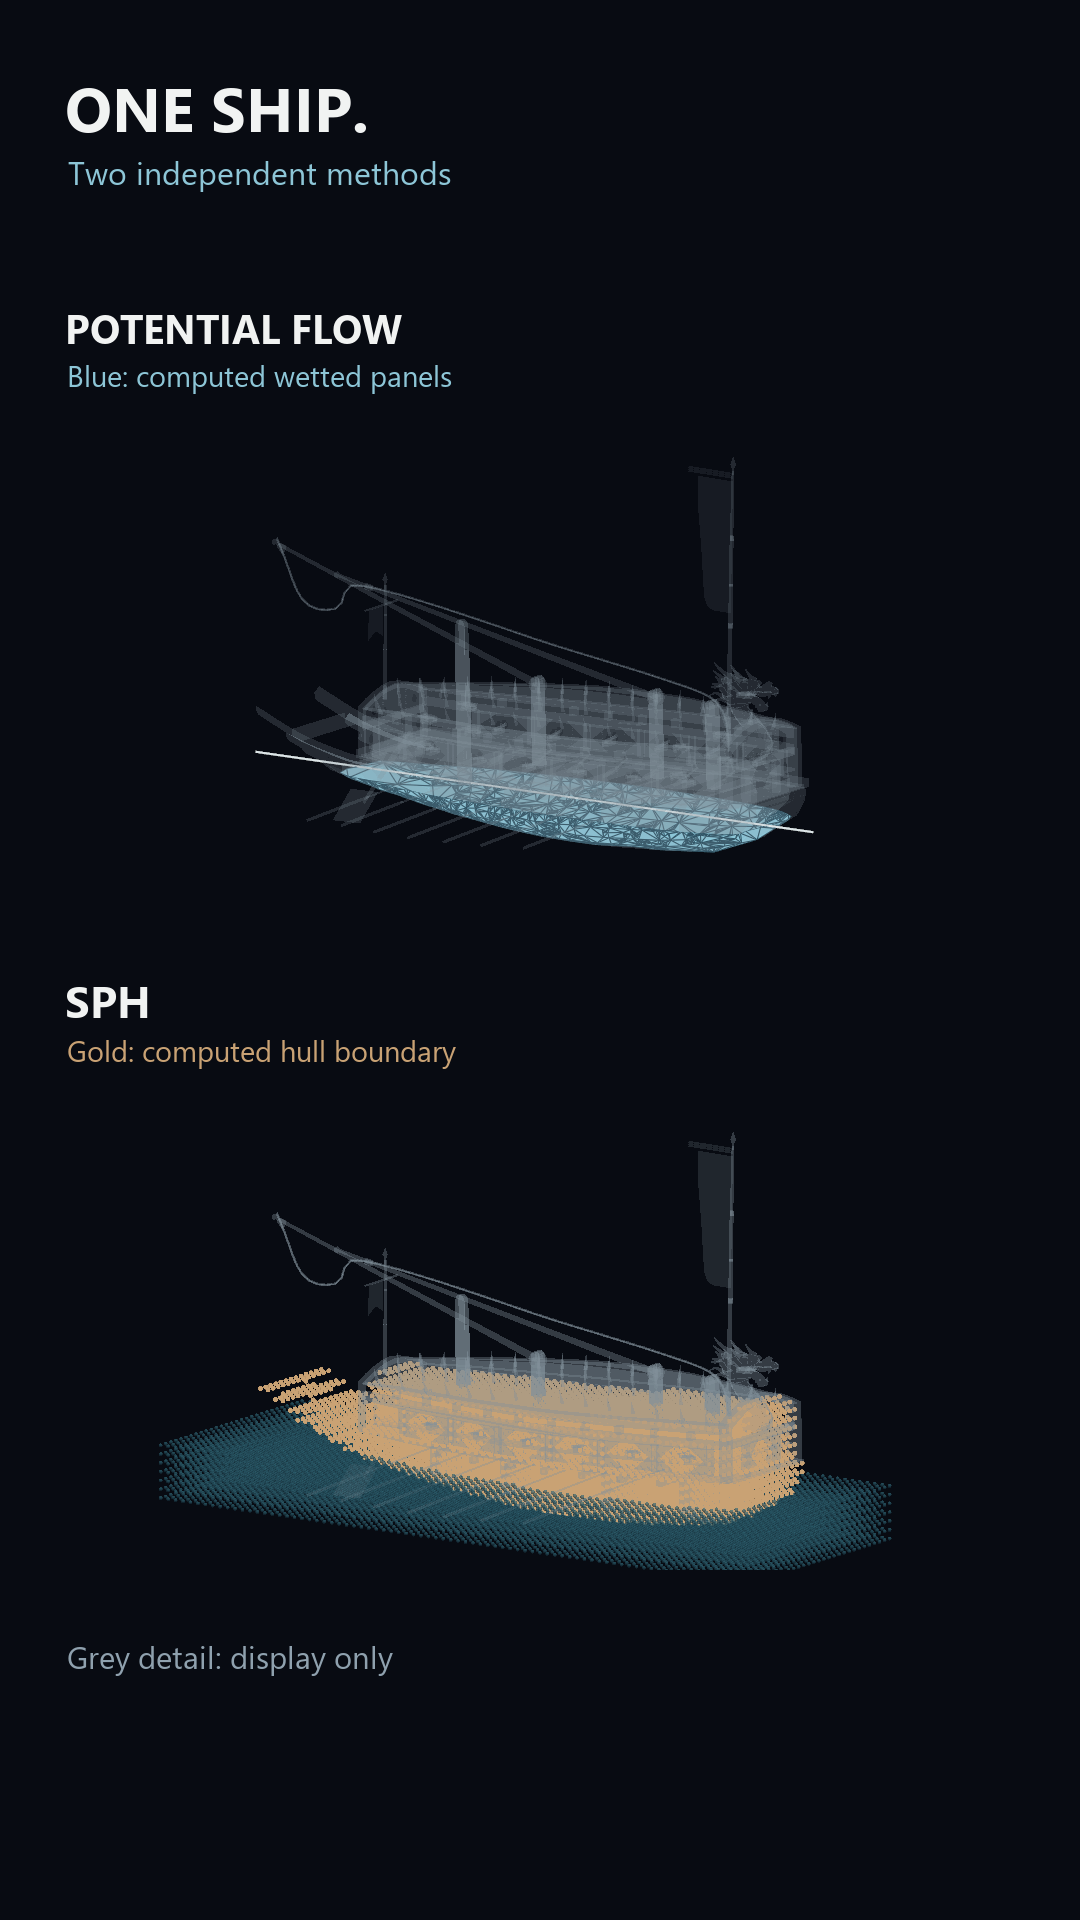 ONE SHIP.
Two independent methods
POTENTIAL FLOW
Blue: computed wetted panels
SPH
Gold: computed hull boundary
Grey detail: display only